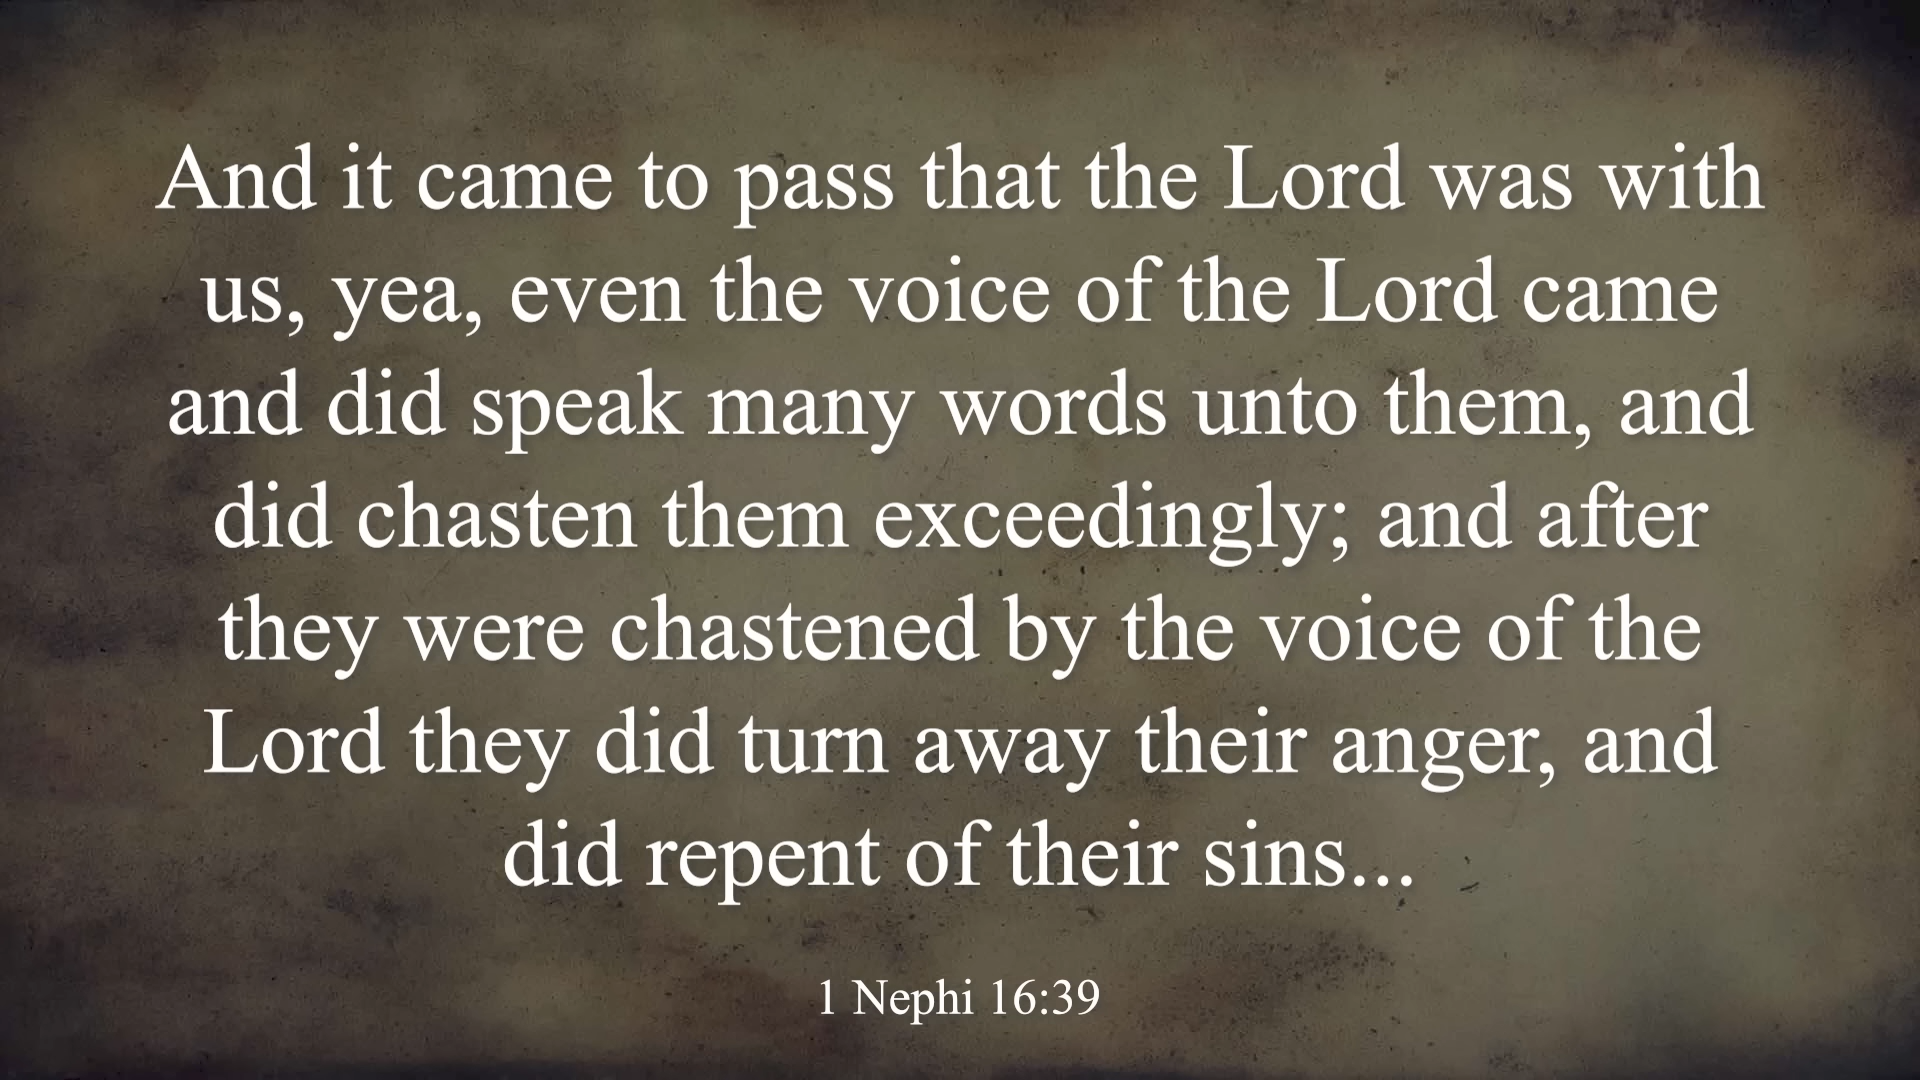 And it came to pass that the Lord was with
us, yea, even the voice of the Lord came
and did speak many words unto them, and
did chasten them exceedingly; and after
they were chastened by the voice of the
Lord they did turn away their anger, and
did repent of their sins...
1 Nephi 16:39